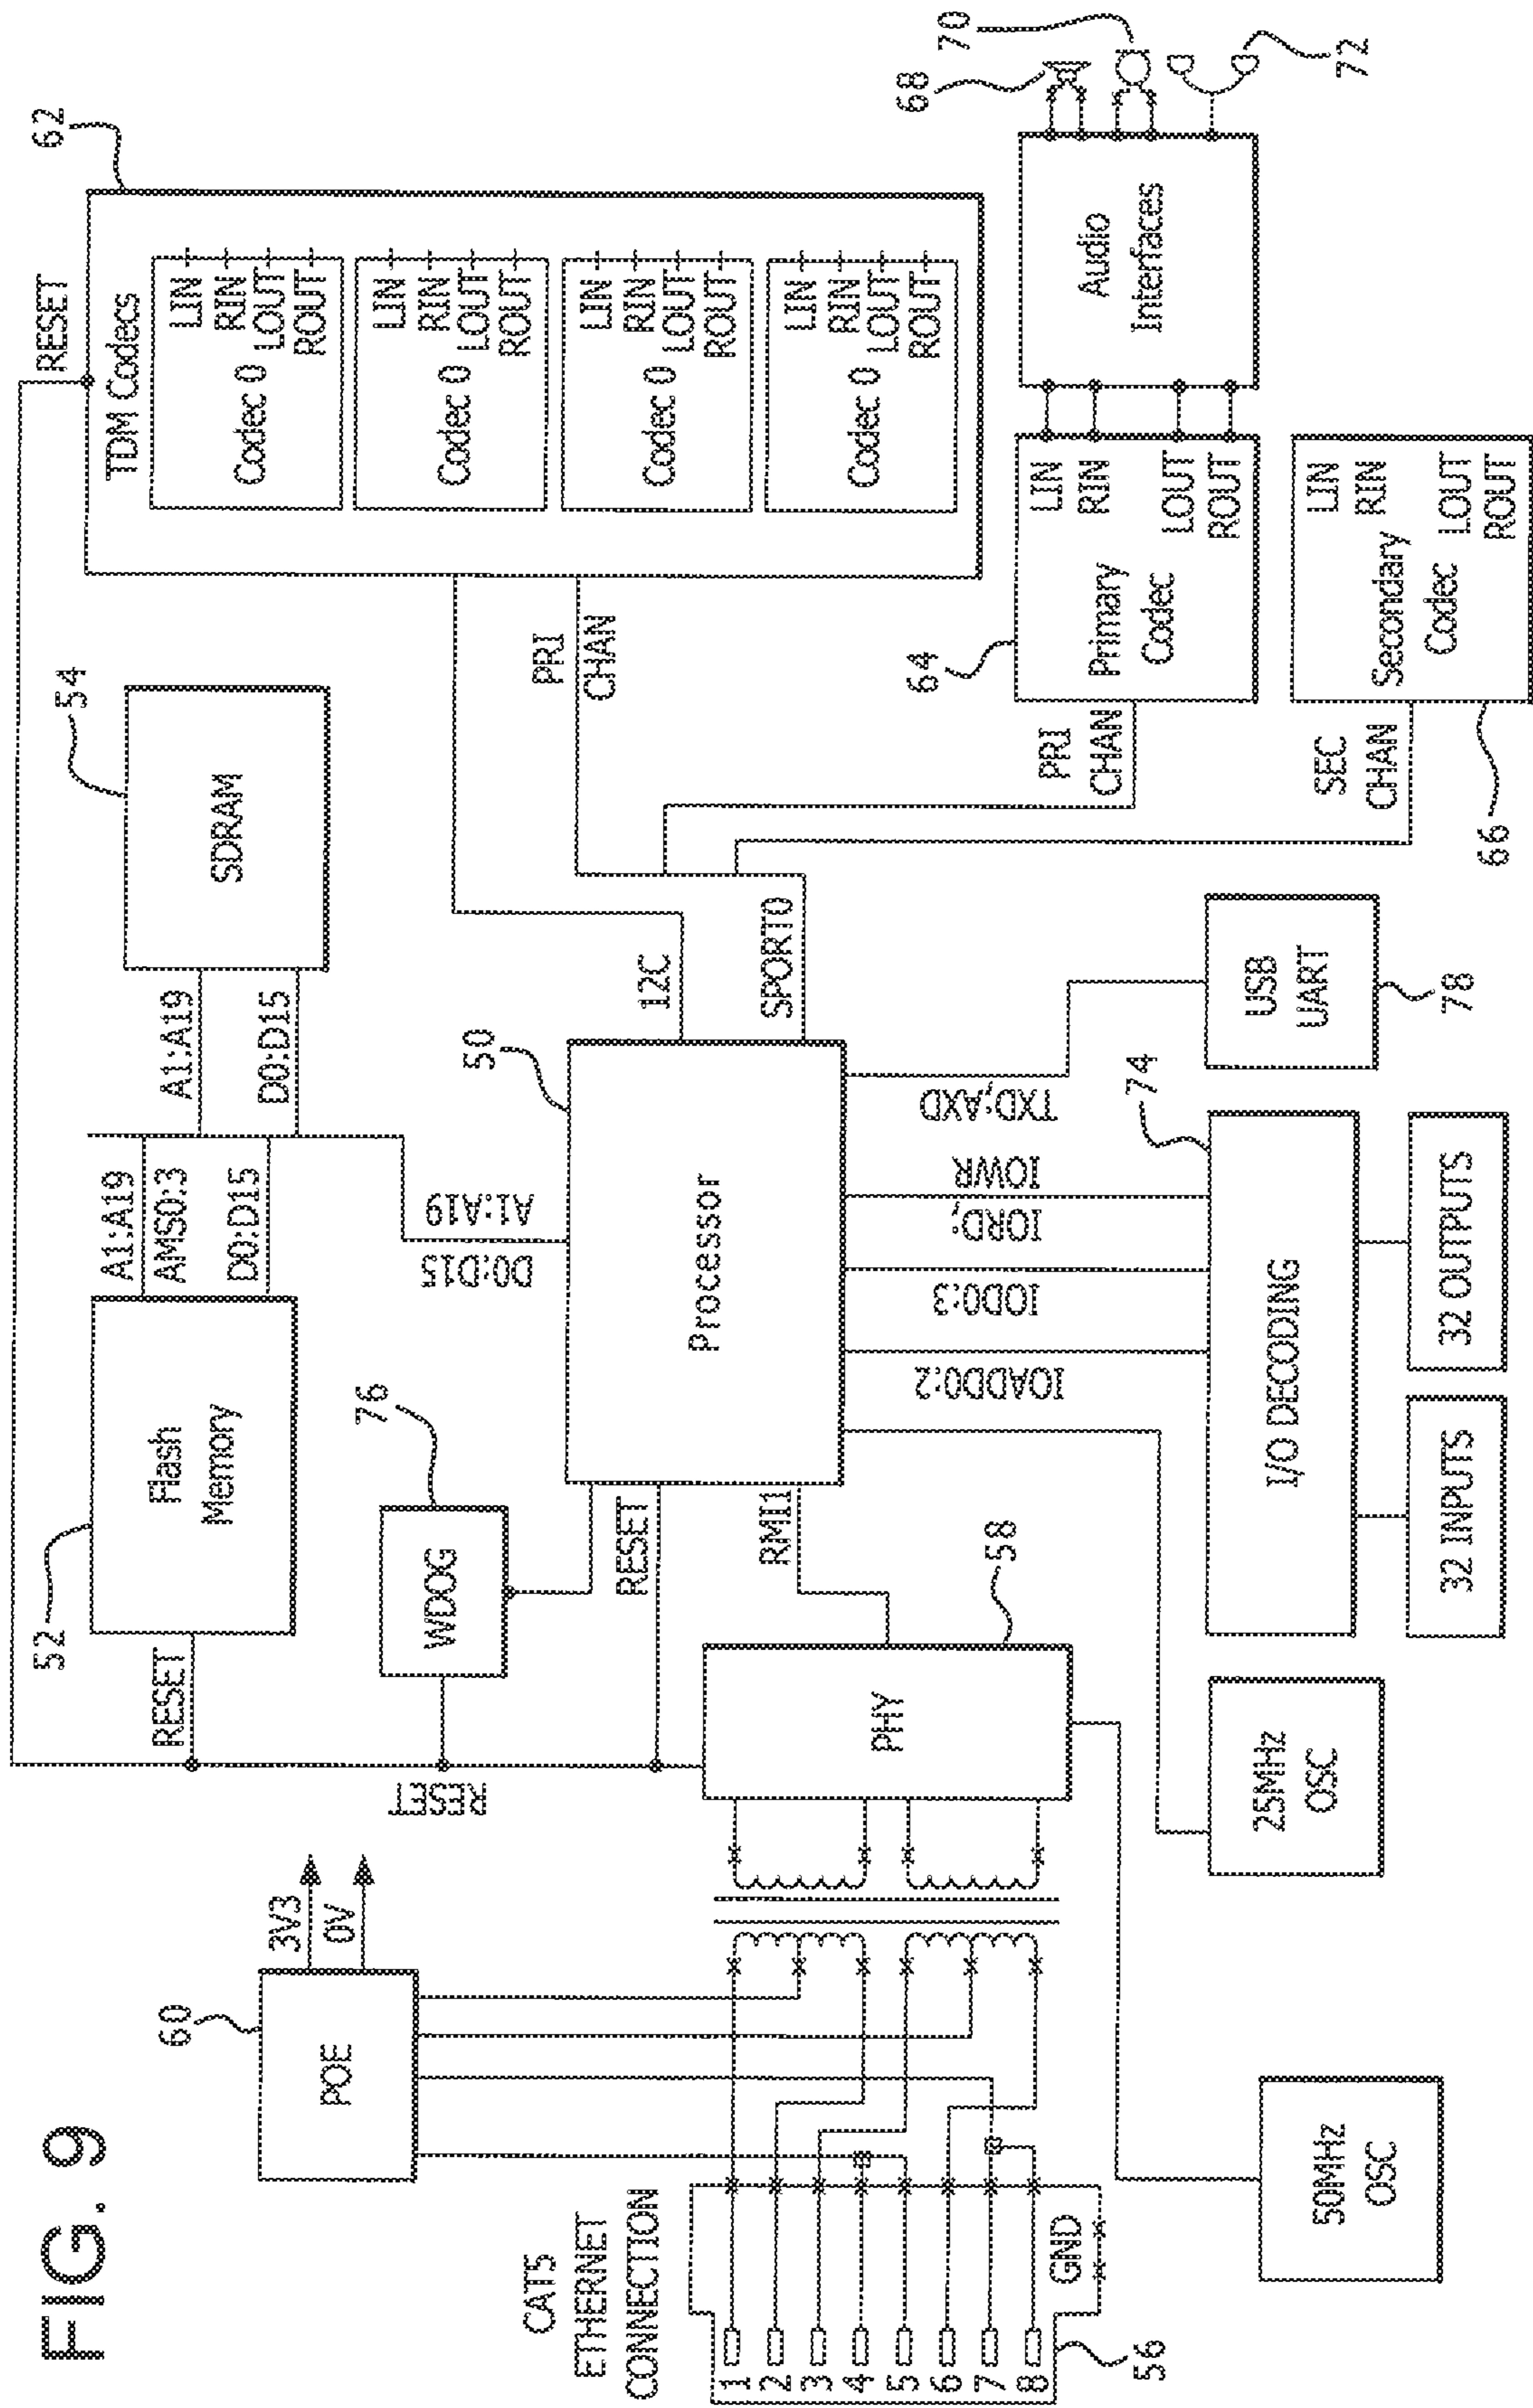 FIG. 9
POE
60
3V3
0V
CAT5
ETHERNET
CONNECTION
1
2
3
4
5
6
7
8
GND
56
50MHz
OSC
RESET
52
Flash
Memory
RESET
A1:A19
AMS0:3
D0:D15
A1:A19
D0:D15
SDRAM
54
WDOG
76
RESET
RMI1
PHY
58
25MHz
OSC
Processor
50
D0:D15
A1:A19
12C
SPORT0
IOADD0:2
IOD0:3
IORD;
IOWR
TXD;AXD
I/O DECODING
74
32 INPUTS
32 OUTPUTS
USB
UART
78
RESET
62
TDM Codecs
Codec 0
LIN
RIN
LOUT
ROUT
Codec 0
LIN
RIN
LOUT
ROUT
Codec 0
LIN
RIN
LOUT
ROUT
Codec 0
LIN
RIN
LOUT
ROUT
PRI
CHAN
PRI
CHAN
64
Primary
Codec
LIN
RIN
LOUT
ROUT
Audio
Interfaces
68
70
72
SEC
CHAN
66
Secondary
Codec
LIN
RIN
LOUT
ROUT